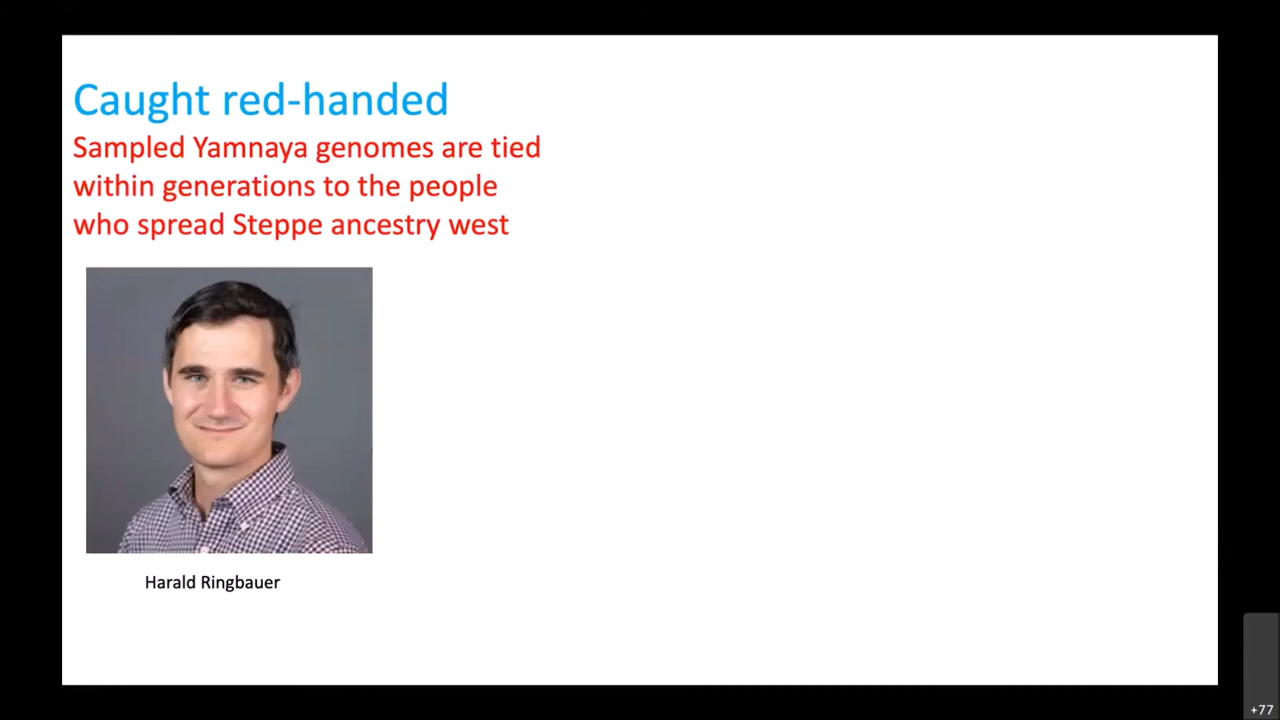 Caught red-handed
Sampled Yamnaya genomes are tied
within generations to the people
who spread Steppe ancestry west
Harald Ringbauer
+77